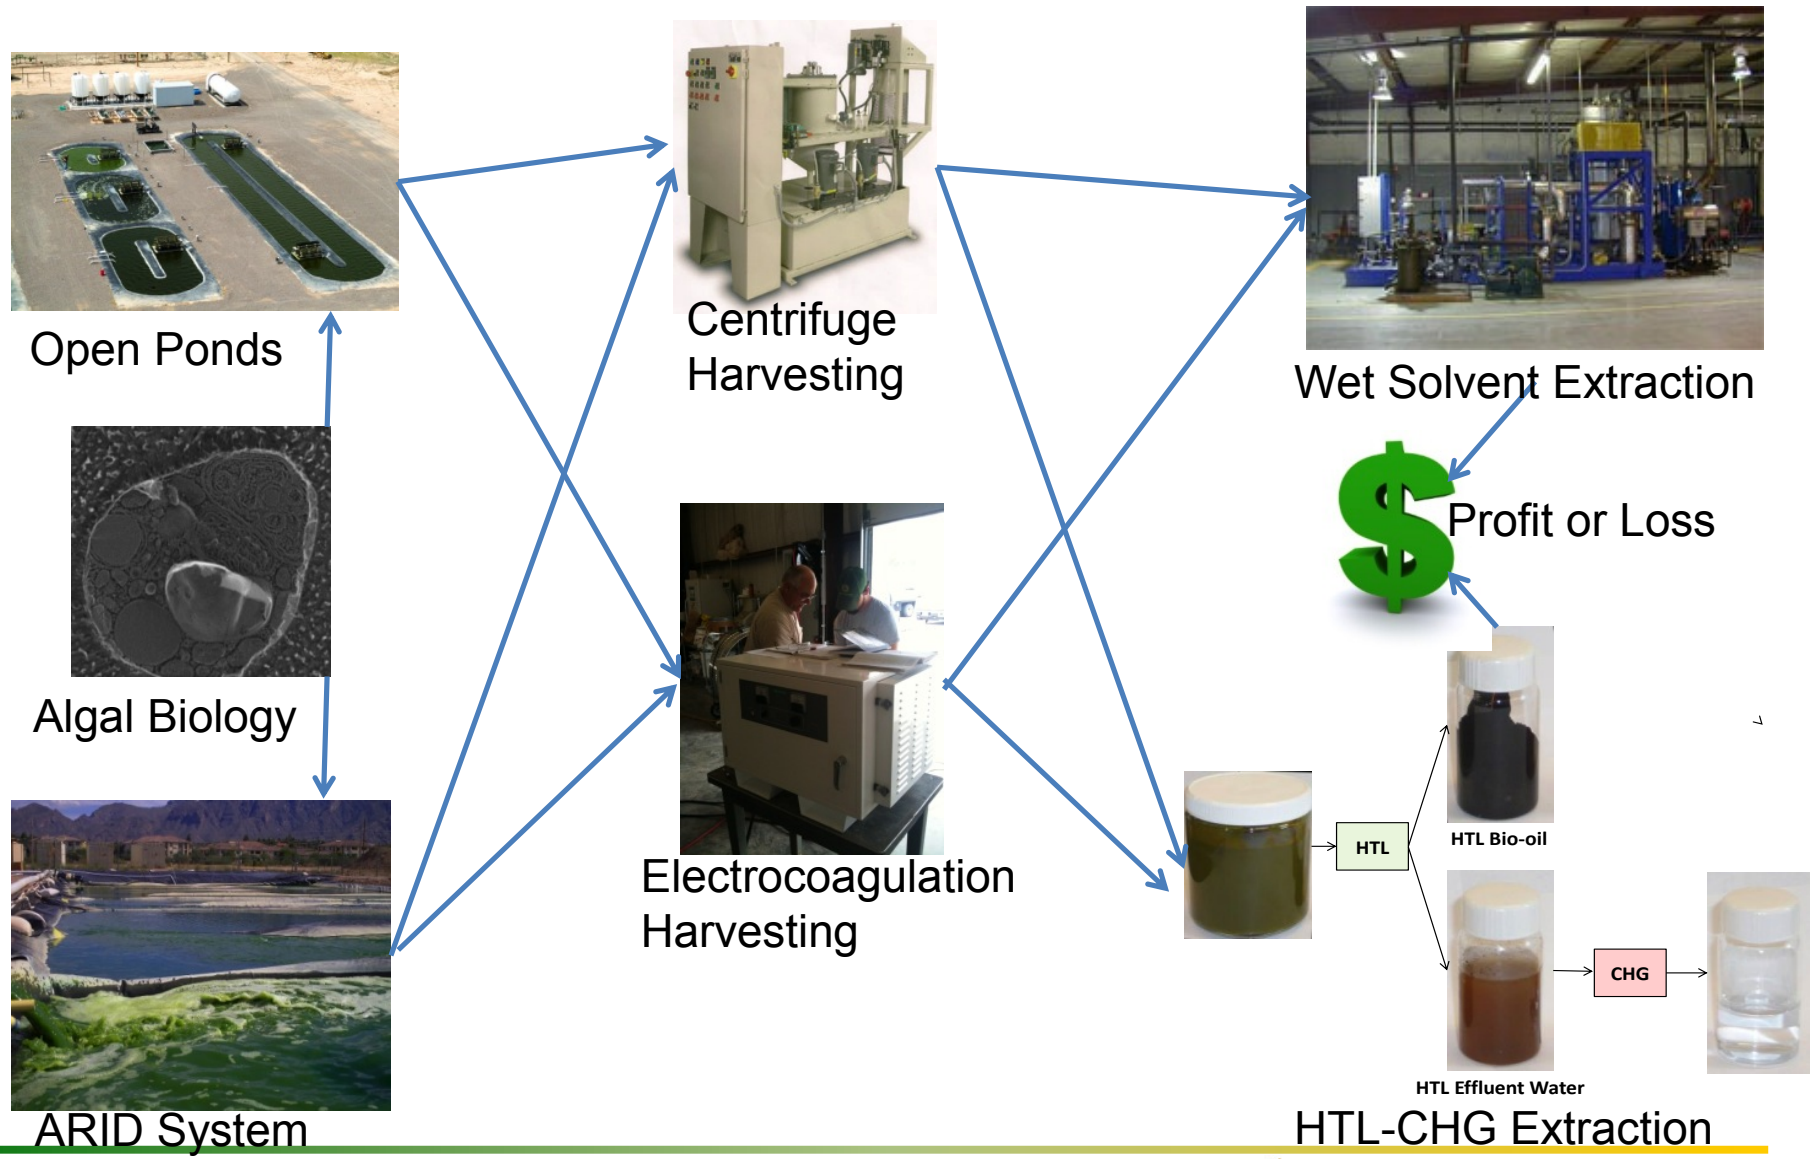 Open Ponds
Algal Biology
ARID System
Centrifuge
Harvesting
Electrocoagulation
Harvesting
Wet Solvent Extraction
$
Profit or Loss
HTL
HTL Bio-oil
HTL Effluent Water
CHG
HTL-CHG Extraction